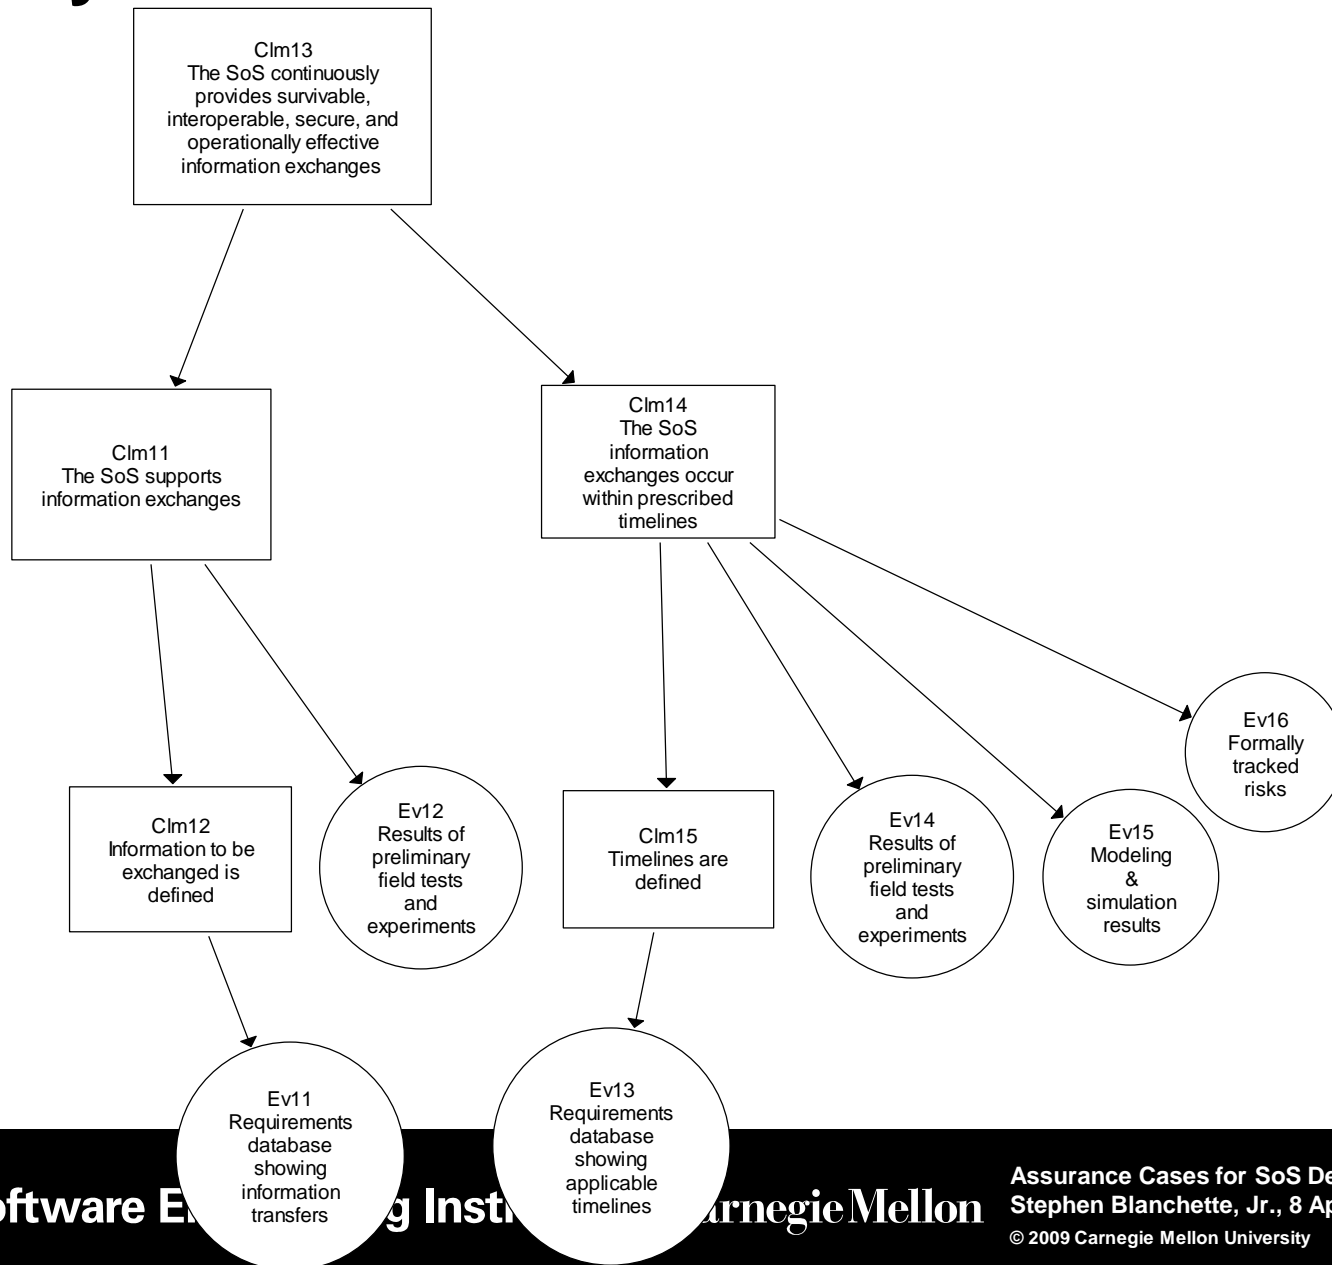 Clm13
The SoS continuously
provides survivable,
interoperable, secure, and
operationally effective
information exchanges
Clm11
The SoS supports
information exchanges
Clm14
The SoS
information
exchanges occur
within prescribed
timelines
Clm12
Information to be
exchanged is
defined
Ev12
Results of
preliminary
field tests
and
experiments
Clm15
Timelines are
defined
Ev14
Results of
preliminary
field tests
and
experiments
Ev15
Modeling
&
simulation
results
Ev16
Formally
tracked
risks
Ev11
Requirements
database
showing
information
transfers
Ev13
Requirements
database
showing
applicable
timelines
oftware E g Inst
arnegie Mellon
Assurance Cases for SoS De
Stephen Blanchette, Jr., 8 Ap
© 2009 Carnegie Mellon University